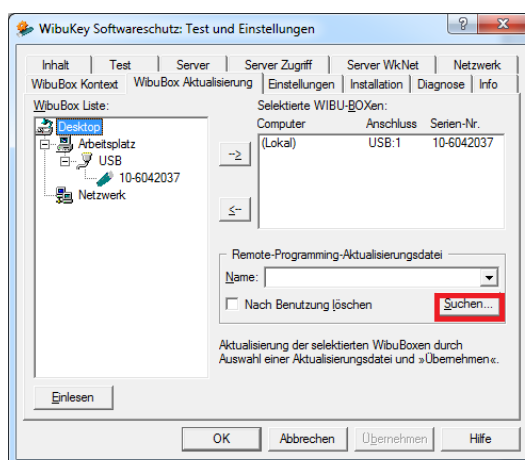 WibuKey Softwareschutz: Test und Einstellungen
Inhalt Test Server Server Zugriff Server WkNet Netzwerk
WibuBox Kontext WibuBox Aktualisierung Einstellungen Installation Diagnose Info
WibuBox Liste:
Desktop
Arbeitsplatz
USB
10-6042037
Netzwerk
Einlesen
Selektierte WIBU-BOXen:
Computer Anschluss Serien-Nr.
(Lokal) USB:1 10-6042037
-->
<--
Remote-Programming-Aktualisierungsdatei
Name:
Nach Benutzung löschen Suchen...
Aktualisierung der selektierten WibuBoxen durch
Auswahl einer Aktualisierungsdatei und »Übernehmen«.
OK Abbrechen Übernehmen Hilfe